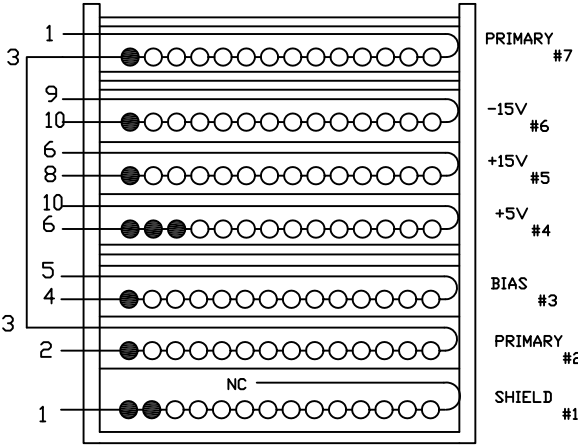 1
PRIMARY
3
#7
9
-15V
10
#6
6
+15V
8
#5
10
+5V
6
#4
5
BIAS
4
#3
3
PRIMARY
2
#2
NC
SHIELD
1
#1